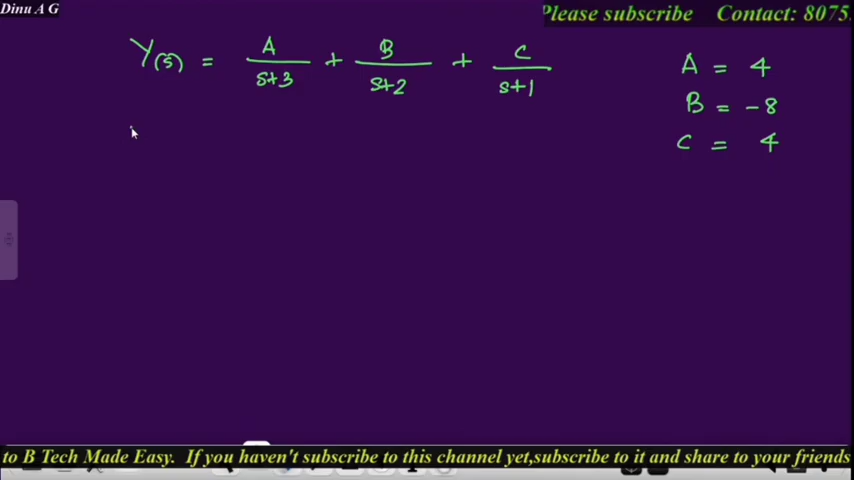 Dinu A G
Please subscribe Contact: 8075
Y(s) = A/(s+3) + B/(s+2) + C/(s+1)
A = 4
B = -8
C = 4
to B Tech Made Easy. If you haven't subscribe to this channel yet,subscribe to it and share to your friends